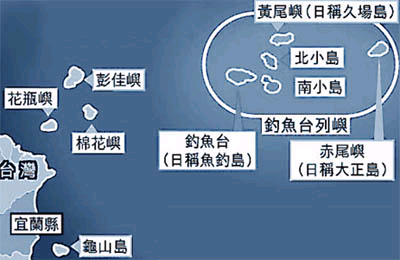 黃尾嶼(日稱久場島)
北小島
南小島
彭佳嶼
花瓶嶼
棉花嶼
釣魚台列嶼
釣魚台
(日稱魚釣島)
赤尾嶼
(日稱大正島)
台灣
宜蘭縣
龜山島